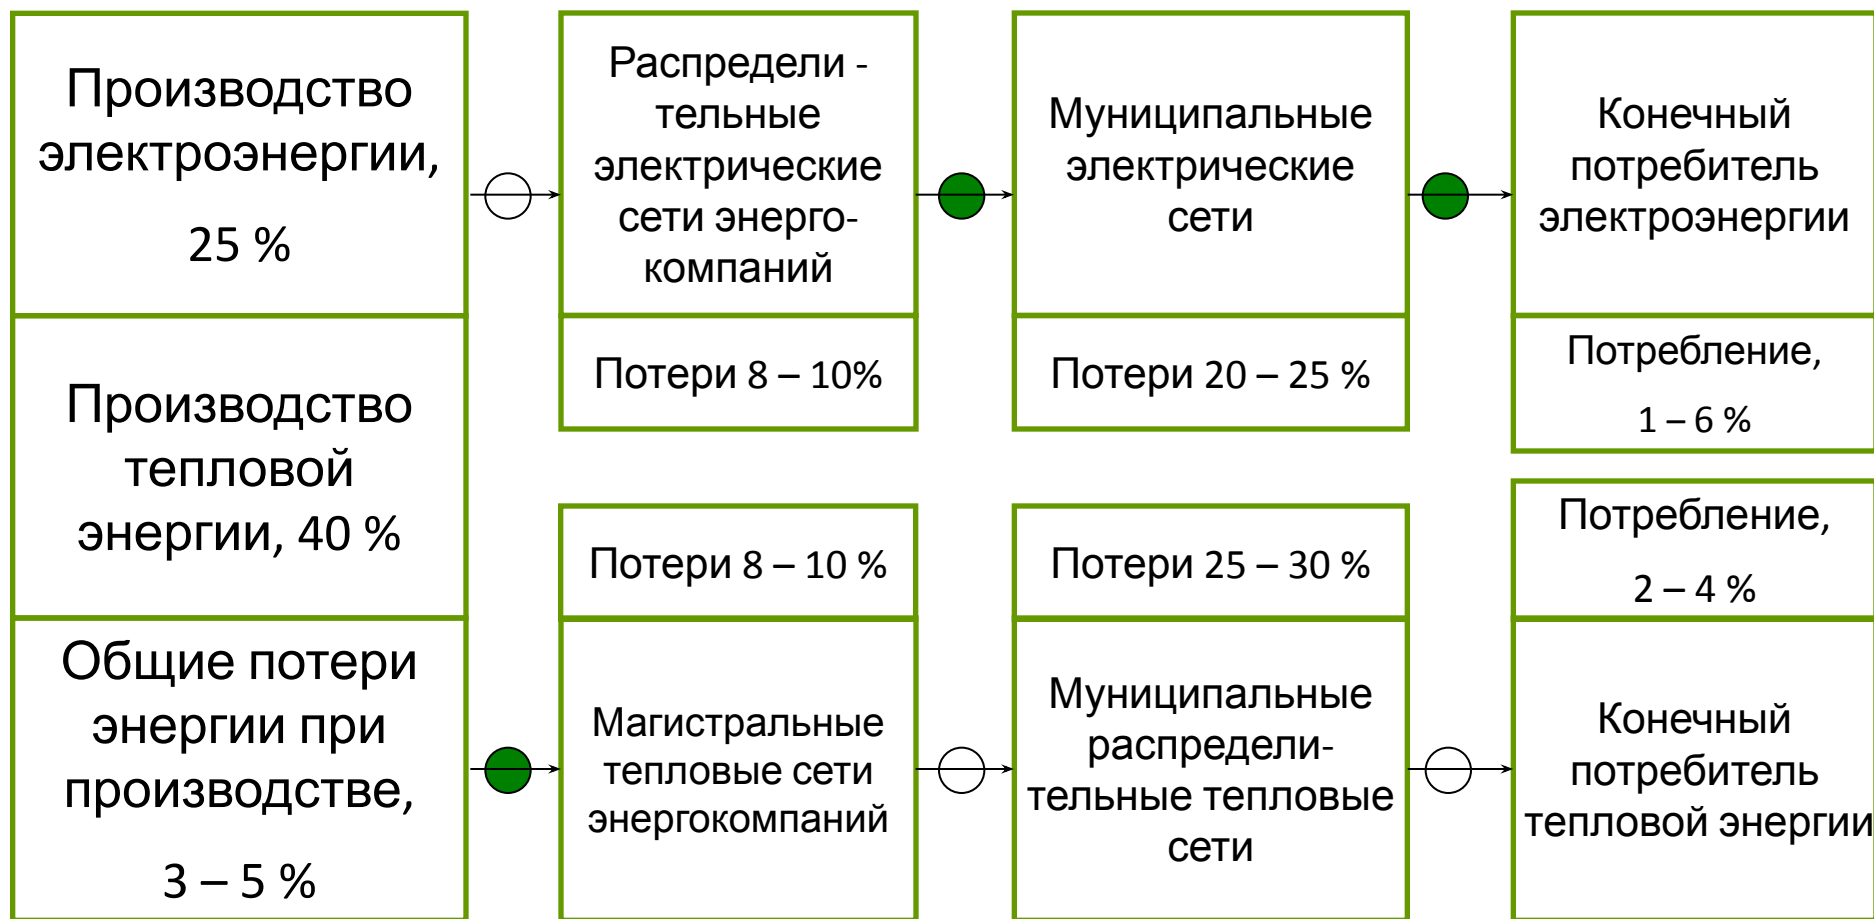 Производство
электроэнергии,
25 %
Производство
тепловой
энергии, 40 %
Общие потери
энергии при
производстве,
3 – 5 %
Распредели -
тельные
электрические
сети энерго-
компаний
Потери 8 – 10%
Муниципальные
электрические
сети
Потери 20 – 25 %
Конечный
потребитель
электроэнергии
Потребление,
1 – 6 %
Потери 8 – 10 %
Магистральные
тепловые сети
энергокомпаний
Потери 25 – 30 %
Муниципальные
распредели-
тельные тепловые
сети
Потребление,
2 – 4 %
Конечный
потребитель
тепловой энергии